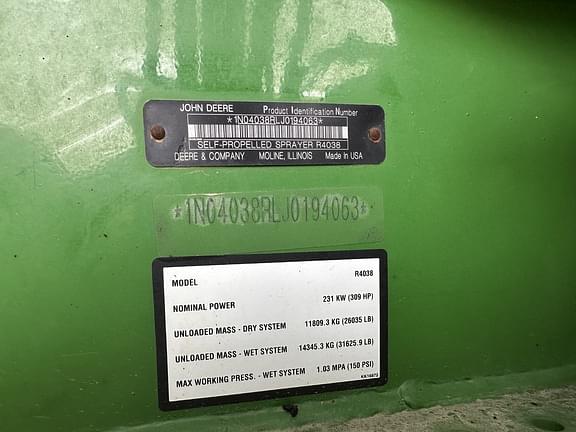 JOHN DEERE Product Identification Number
*1N04038RLJ0194063*
SELF-PROPELLED SPRAYER R4038
DEERE & COMPANY MOLINE, ILLINOIS Made In USA
*1N04038RLJ0194063*
MODEL R4038
NOMINAL POWER 231 KW (309 HP)
UNLOADED MASS - DRY SYSTEM 11809.3 KG (26035 LB)
UNLOADED MASS - WET SYSTEM 14345.3 KG (31625.9 LB)
MAX WORKING PRESS. - WET SYSTEM 1.03 MPA (150 PSI)